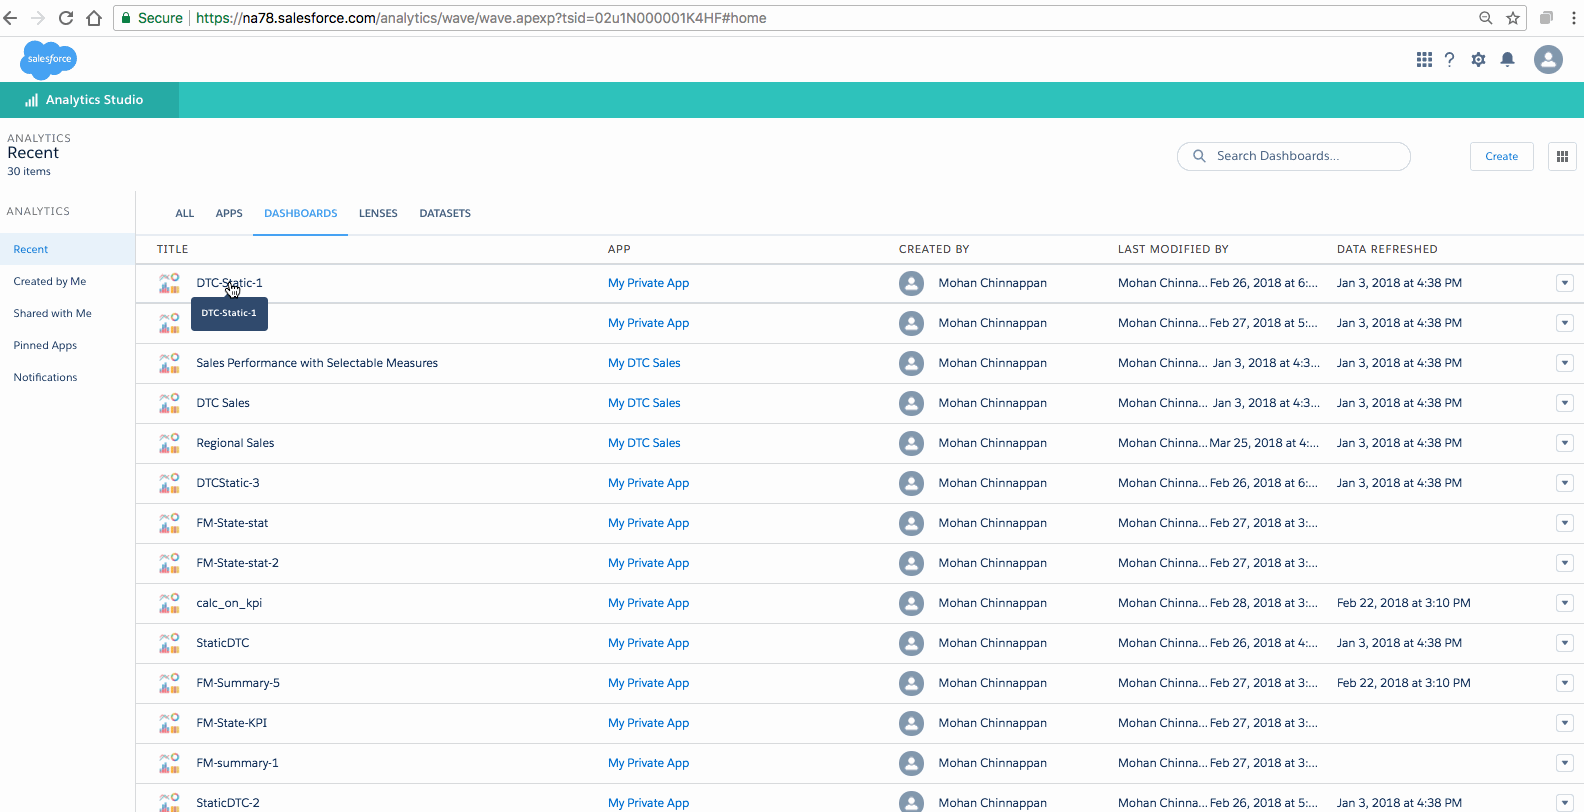 Secure https://na78.salesforce.com/analytics/wave/wave.apexp?tsid=02u1N000001K4HF#home
salesforce
?
Analytics Studio
ANALYTICS
Recent
30 items
Search Dashboards...
Create
ANALYTICS
Recent
Created by Me
Shared with Me
Pinned Apps
Notifications
ALL APPS DASHBOARDS LENSES DATASETS
TITLE APP CREATED BY LAST MODIFIED BY DATA REFRESHED
DTC-Static-1 My Private App Mohan Chinnappan Mohan Chinna... Feb 26, 2018 at 6:... Jan 3, 2018 at 4:38 PM
DTC-Static-1
My Private App Mohan Chinnappan Mohan Chinna... Feb 27, 2018 at 5:... Jan 3, 2018 at 4:38 PM
Sales Performance with Selectable Measures My DTC Sales Mohan Chinnappan Mohan Chinna... Jan 3, 2018 at 4:3... Jan 3, 2018 at 4:38 PM
DTC Sales My DTC Sales Mohan Chinnappan Mohan Chinna... Jan 3, 2018 at 4:3... Jan 3, 2018 at 4:38 PM
Regional Sales My DTC Sales Mohan Chinnappan Mohan Chinna... Mar 25, 2018 at 4:... Jan 3, 2018 at 4:38 PM
DTCStatic-3 My Private App Mohan Chinnappan Mohan Chinna... Feb 26, 2018 at 6:... Jan 3, 2018 at 4:38 PM
FM-State-stat My Private App Mohan Chinnappan Mohan Chinna... Feb 27, 2018 at 3:...
FM-State-stat-2 My Private App Mohan Chinnappan Mohan Chinna... Feb 27, 2018 at 3:...
calc_on_kpi My Private App Mohan Chinnappan Mohan Chinna... Feb 28, 2018 at 3:... Feb 22, 2018 at 3:10 PM
StaticDTC My Private App Mohan Chinnappan Mohan Chinna... Feb 26, 2018 at 4:... Jan 3, 2018 at 4:38 PM
FM-Summary-5 My Private App Mohan Chinnappan Mohan Chinna... Feb 27, 2018 at 3:... Feb 22, 2018 at 3:10 PM
FM-State-KPI My Private App Mohan Chinnappan Mohan Chinna... Feb 27, 2018 at 3:...
FM-summary-1 My Private App Mohan Chinnappan Mohan Chinna... Feb 27, 2018 at 3:...
StaticDTC-2 My Private App Mohan Chinnappan Mohan Chinna... Feb 26, 2018 at 5:... Jan 3, 2018 at 4:38 PM